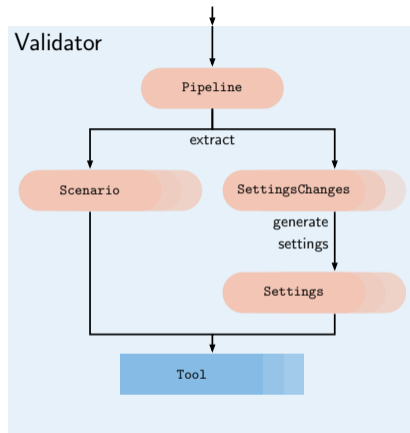 Validator
Pipeline
extract
Scenario
SettingsChanges
generate
settings
Settings
Tool